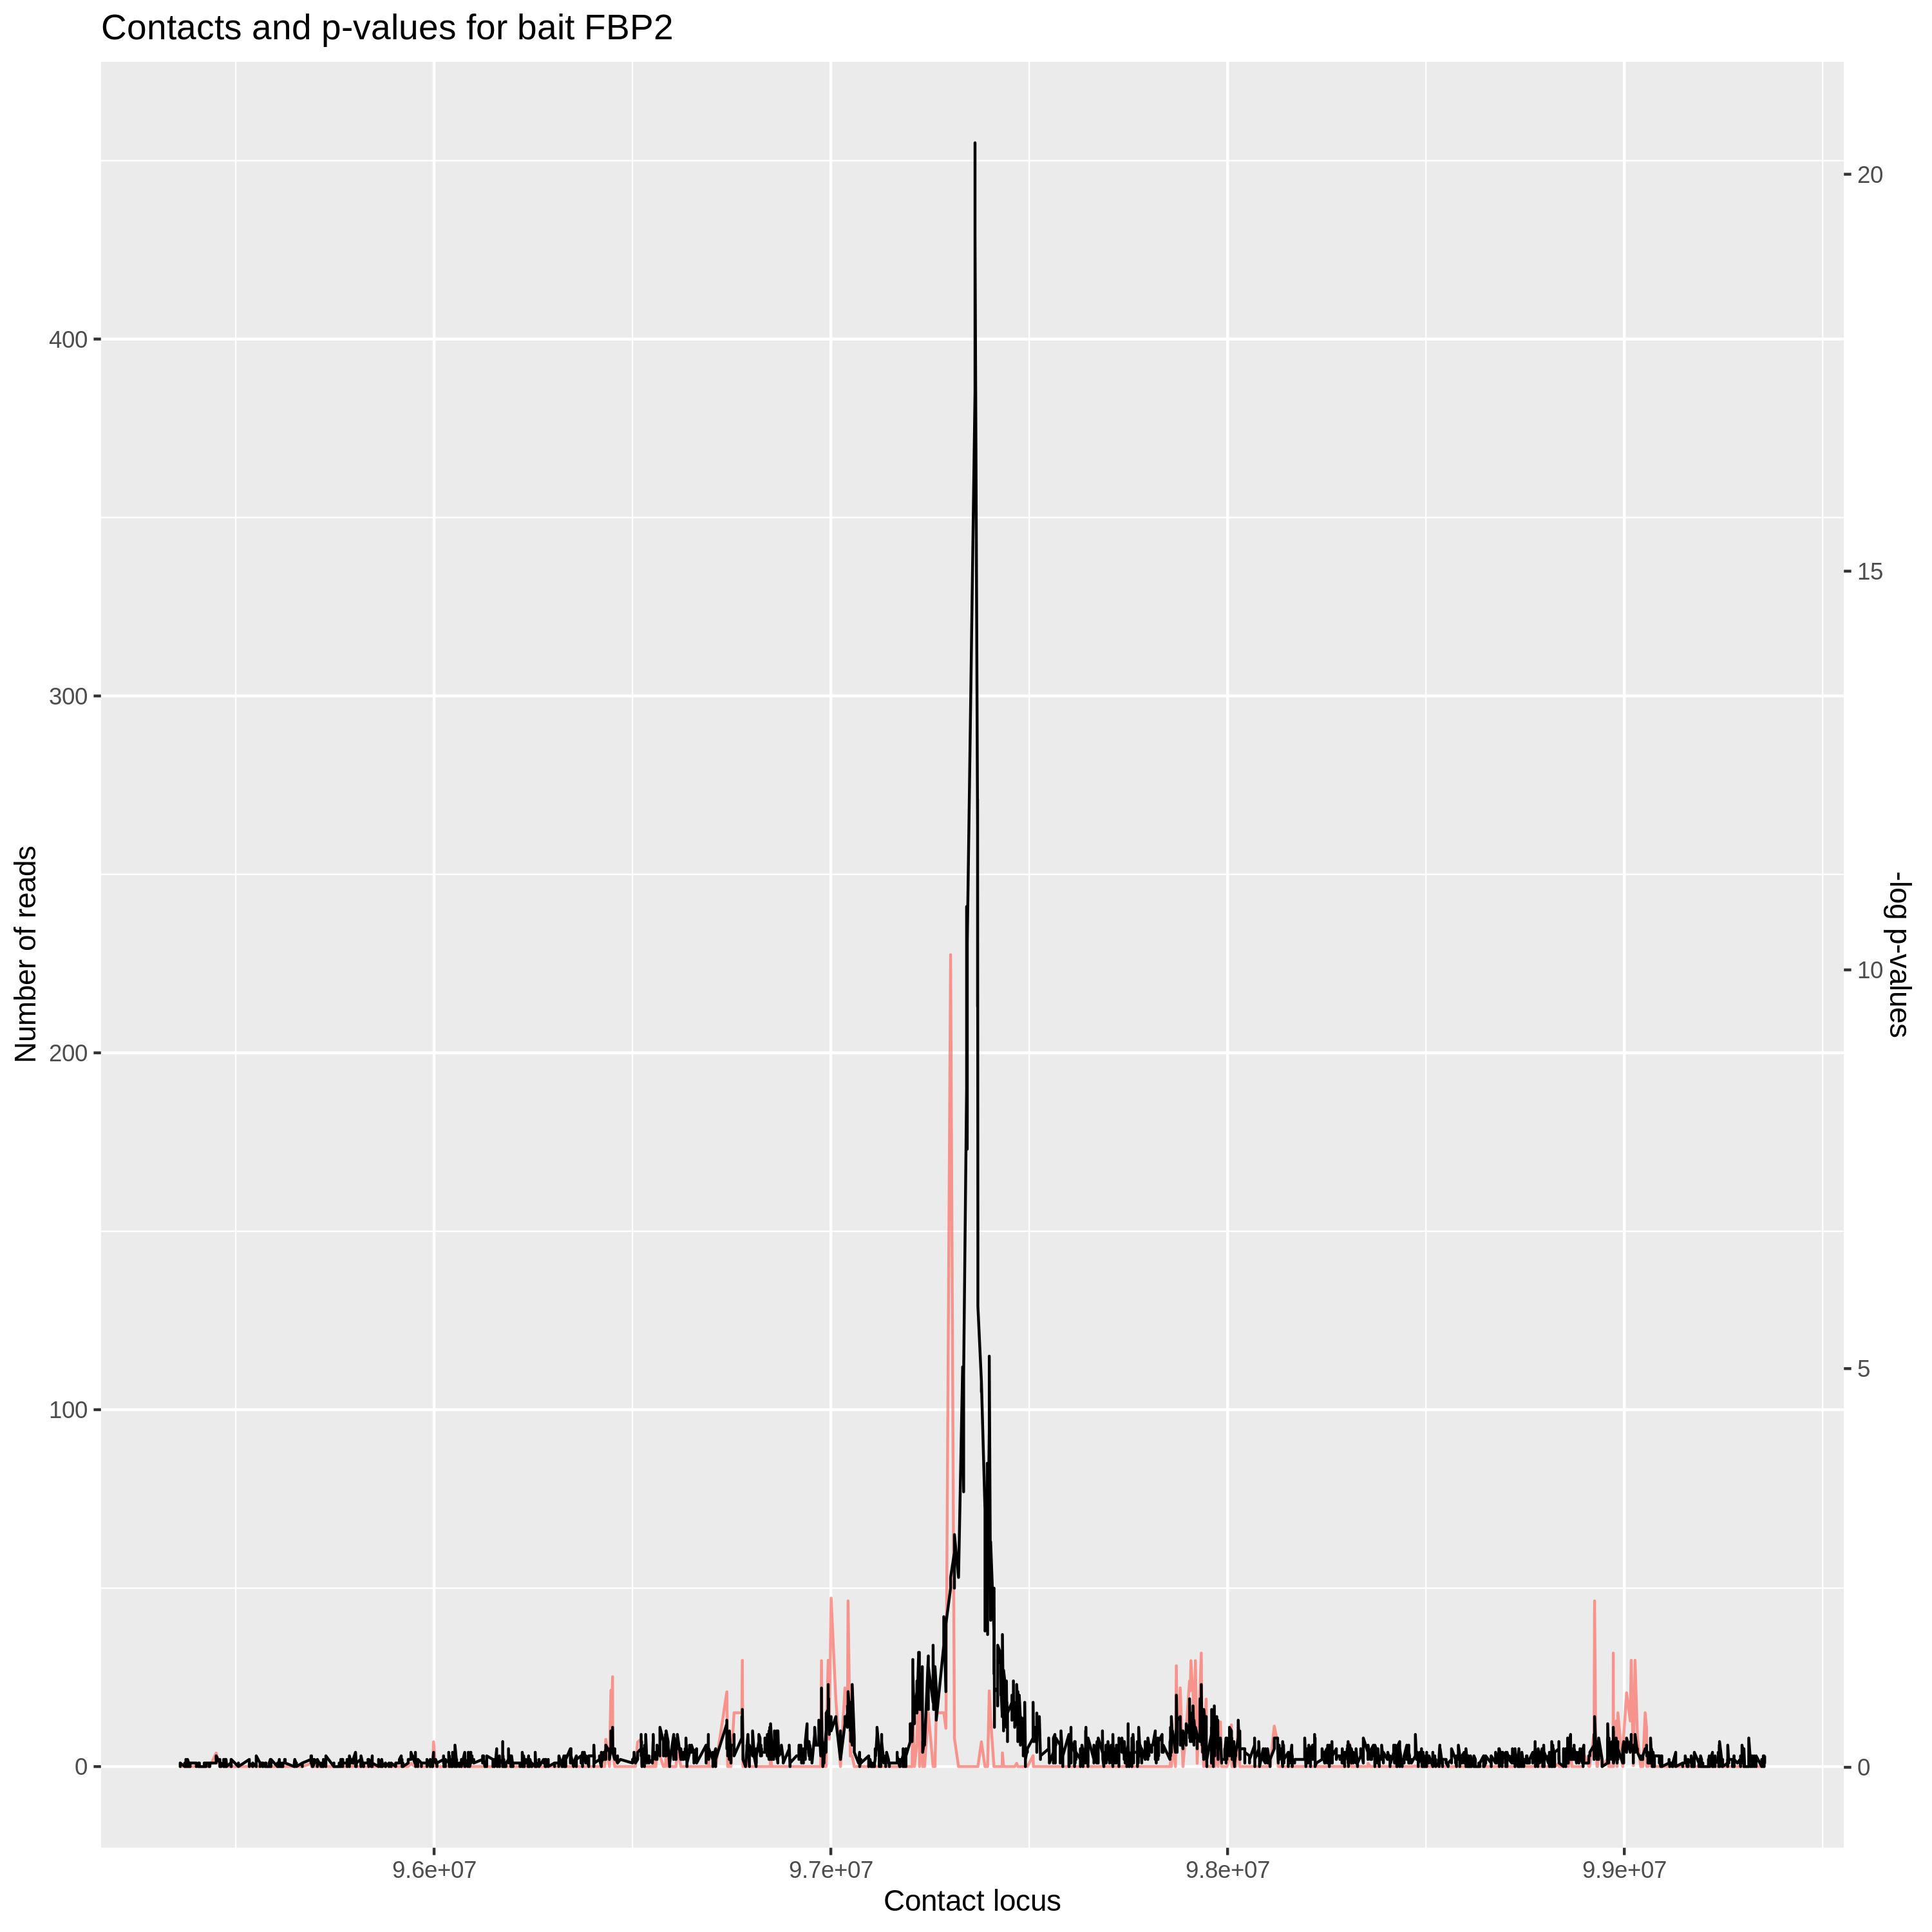 Contacts and p-values for bait FBP2
Number of reads
400
300
200
100
0
20
15
10
5
0
-log p-values
9.6e+07 9.7e+07 9.8e+07 9.9e+07
Contact locus